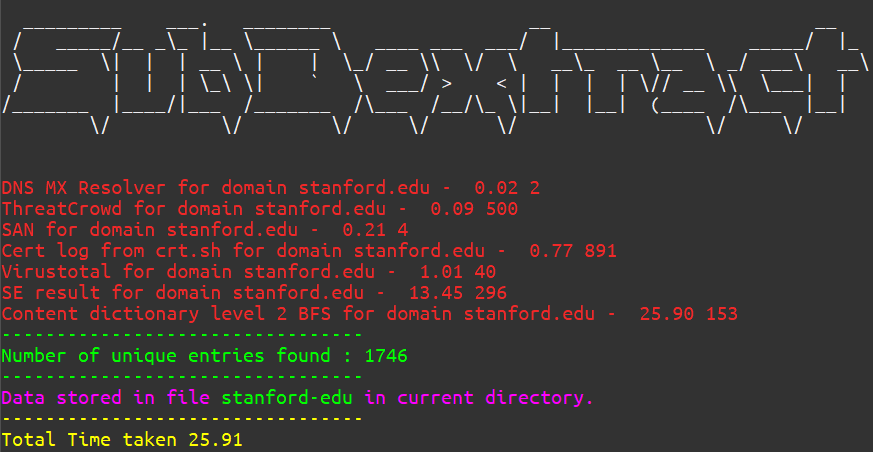 SubDextract
DNS MX Resolver for domain stanford.edu -  0.02 2
ThreatCrowd for domain stanford.edu -  0.09 500
SAN for domain stanford.edu -  0.21 4
Cert log from crt.sh for domain stanford.edu -  0.77 891
Virustotal for domain stanford.edu -  1.01 40
SE result for domain stanford.edu -  13.45 296
Content dictionary level 2 BFS for domain stanford.edu -  25.90 153
---------------------------------
Number of unique entries found : 1746
---------------------------------
Data stored in file stanford-edu in current directory.
---------------------------------
Total Time taken 25.91